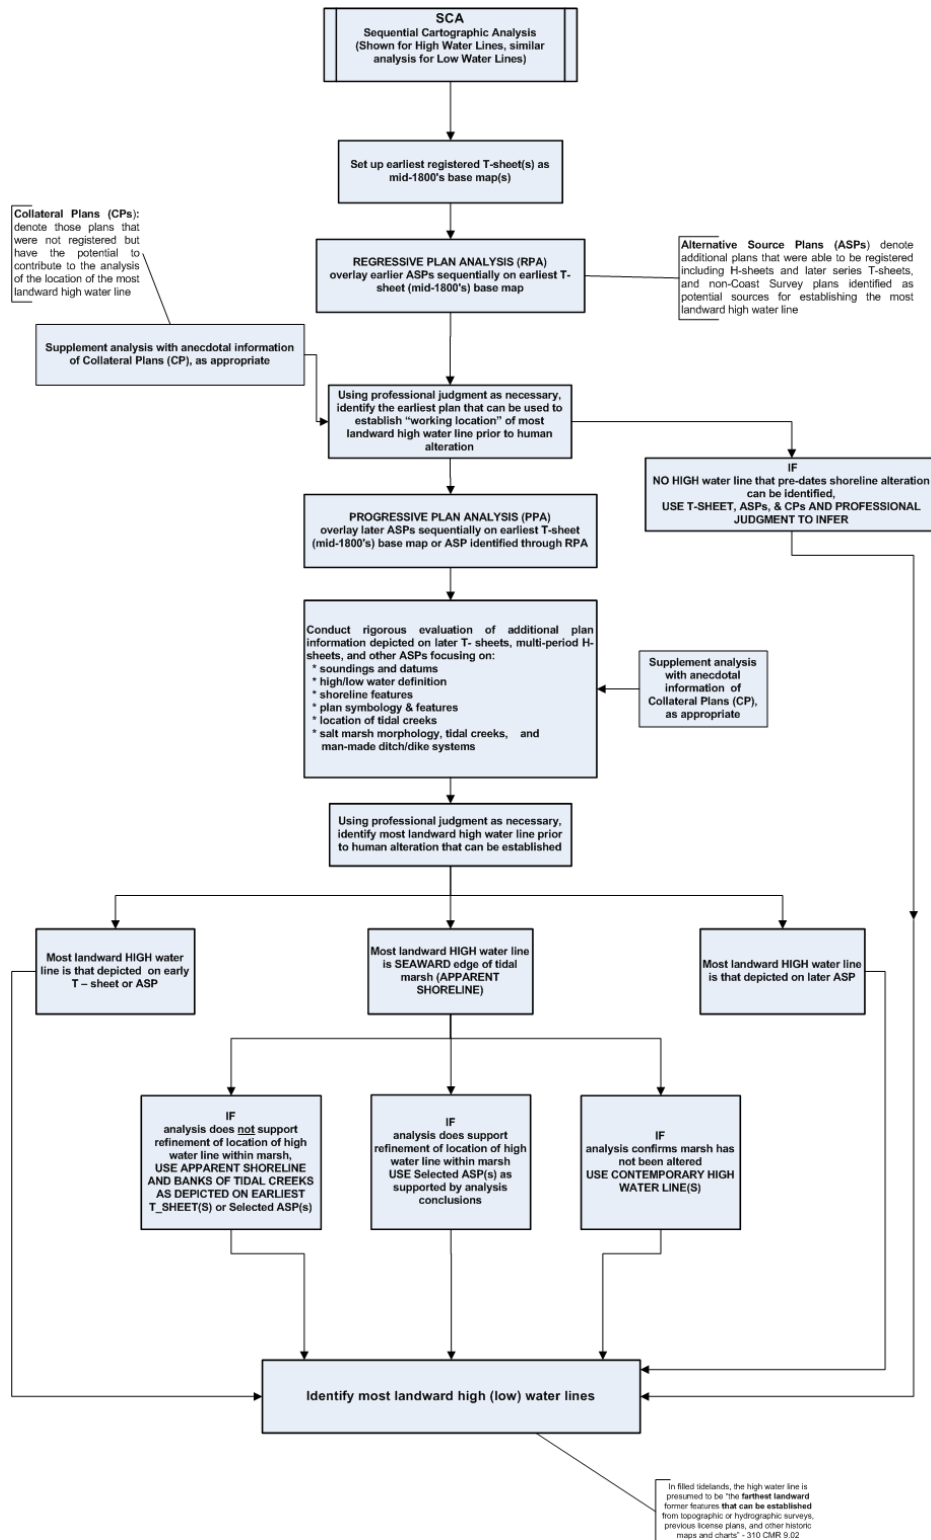 SCA
Sequential Cartographic Analysis
(Shown for High Water Lines, similar
analysis for Low Water Lines)
Set up earliest registered T-sheet(s) as
mid-1800's base map(s)
Collateral Plans (CPs):
denote those plans that
were not registered but
have the potential to
contribute to the analysis
of the location of the most
landward high water line
REGRESSIVE PLAN ANALYSIS (RPA)
overlay earlier ASPs sequentially on earliest T-
sheet (mid-1800's) base map
Alternative Source Plans (ASPs) denote
additional plans that were able to be registered
including H-sheets and later series T-sheets,
and non-Coast Survey plans identified as
potential sources for establishing the most
landward high water line
Supplement analysis with anecdotal information
of Collateral Plans (CP), as appropriate
Using professional judgment as necessary,
identify the earliest plan that can be used to
establish “working location” of most
landward high water line prior to human
alteration
IF
NO HIGH water line that pre-dates shoreline alteration
can be identified,
USE T-SHEET, ASPs, & CPs AND PROFESSIONAL
JUDGMENT TO INFER
PROGRESSIVE PLAN ANALYSIS (PPA)
overlay later ASPs sequentially on earliest T-sheet
(mid-1800's) base map or ASP identified through RPA
Conduct rigorous evaluation of additional plan
information depicted on later T- sheets, multi-period H-
sheets, and other ASPs focusing on:
* soundings and datums
* high/low water definition
* shoreline features
* plan symbology & features
* location of tidal creeks
* salt marsh morphology, tidal creeks, and
man-made ditch/dike systems
Supplement analysis
with anecdotal
information of
Collateral Plans (CP),
as appropriate
Using professional judgment as necessary,
identify most landward high water line prior
to human alteration that can be established
Most landward HIGH water
line is that depicted on early
T – sheet or ASP
Most landward HIGH water line
is SEAWARD edge of tidal
marsh (APPARENT
SHORELINE)
Most landward HIGH water line
is that depicted on later ASP
IF
analysis does not support
refinement of location of high
water line within marsh,
USE APPARENT SHORELINE
AND BANKS OF TIDAL CREEKS
AS DEPICTED ON EARLIEST
T_SHEET(S) or Selected ASP(s)
IF
analysis does support
refinement of location of high
water line within marsh
USE Selected ASP(s) as
supported by analysis
conclusions
IF
analysis confirms marsh has
not been altered
USE CONTEMPORARY HIGH
WATER LINE(S)
Identify most landward high (low) water lines
In filled tidelands, the high water line is
presumed to be “the farthest landward
former features that can be established
from topographic or hydrographic surveys,
previous license plans, and other historic
maps and charts” - 310 CMR 9.02